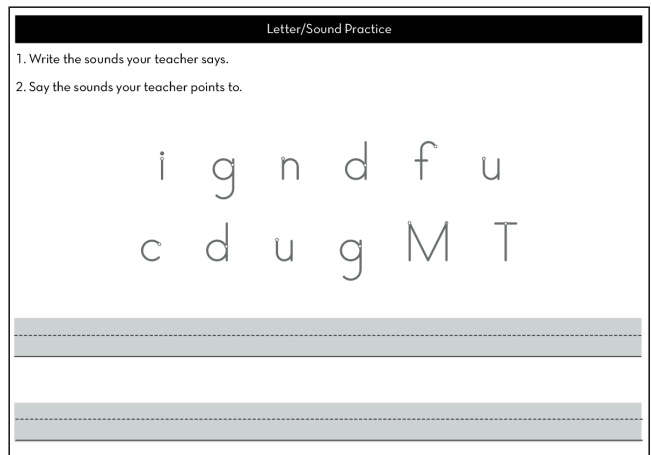 Letter/Sound Practice
1. Write the sounds your teacher says.
2. Say the sounds your teacher points to.
i g n d f u
c d u g M T